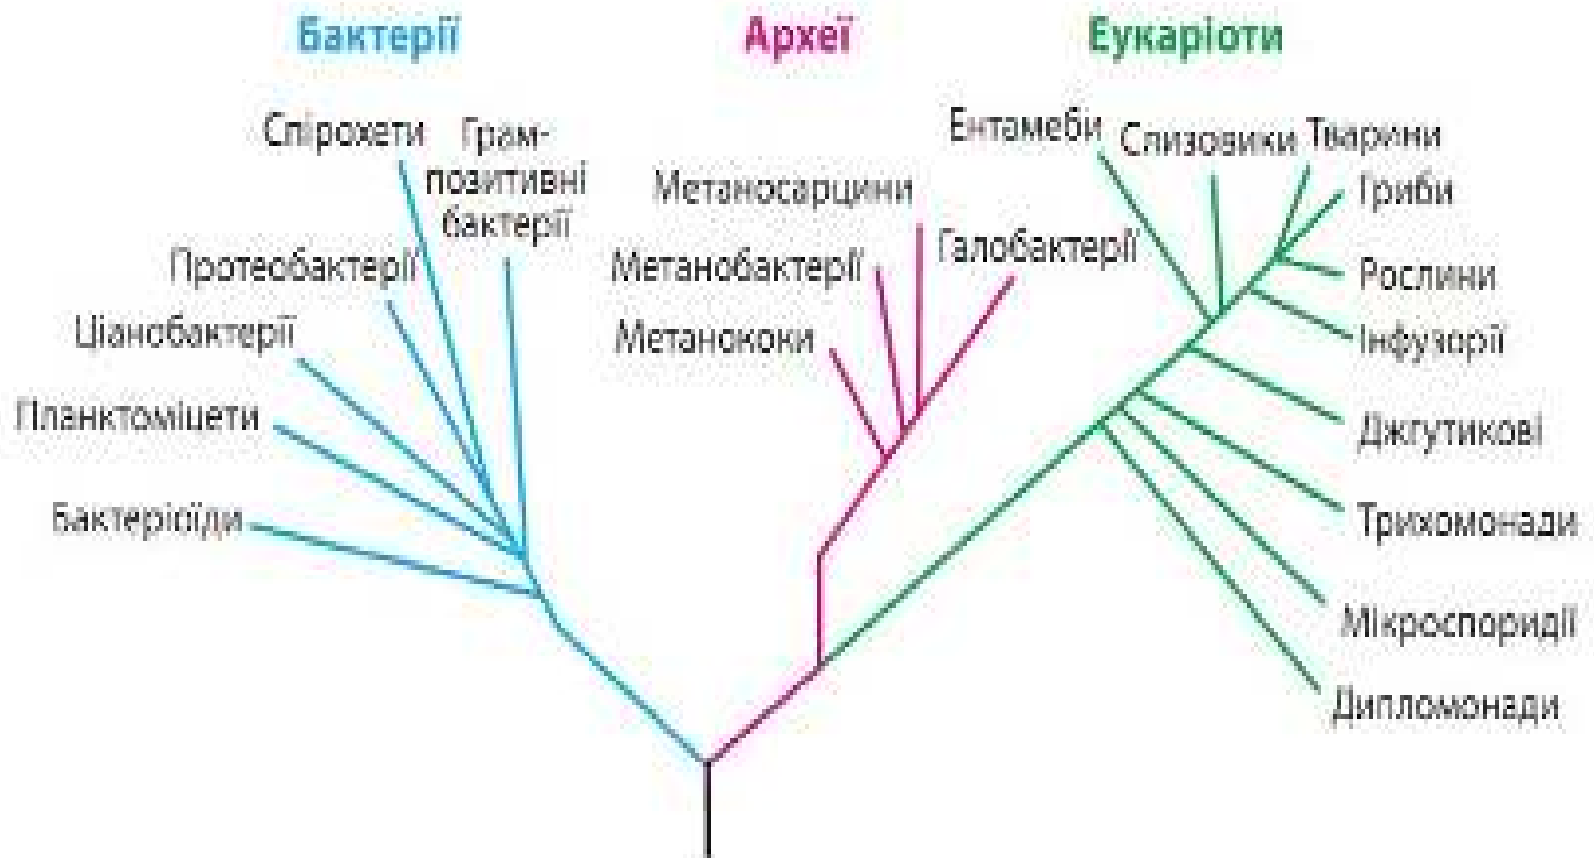 Бактерії
Археї
Еукаріоти
Спірохети
Грам-
позитивні
бактерії
Протеобактерії
Ціанобактерії
Планктоміцети
Бактеріоїди
Метаносарцини
Метанобактерії
Метанококи
Галобактерії
Ентамеби
Слизовики
Тварини
Гриби
Рослини
Інфузорії
Джгутикові
Трихомонади
Мікроспоридії
Дипломонади